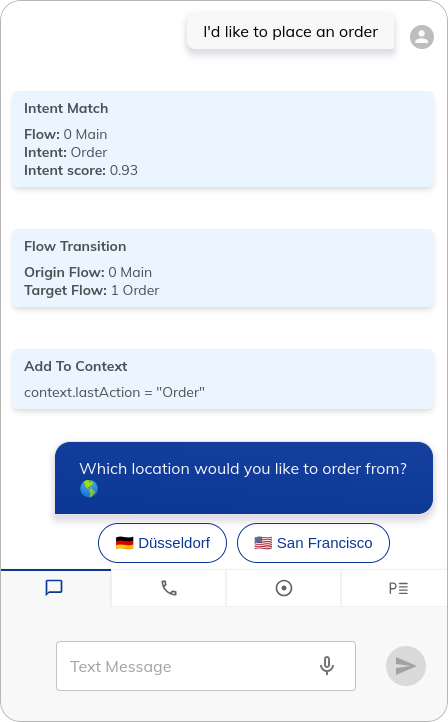 I'd like to place an order
Intent Match
Flow: 0 Main
Intent: Order
Intent score: 0.93
Flow Transition
Origin Flow: 0 Main
Target Flow: 1 Order
Add To Context
context.lastAction = "Order"
Which location would you like to order from?
🌎
🇩🇪 Düsseldorf
🇺🇸 San Francisco
P
Text Message